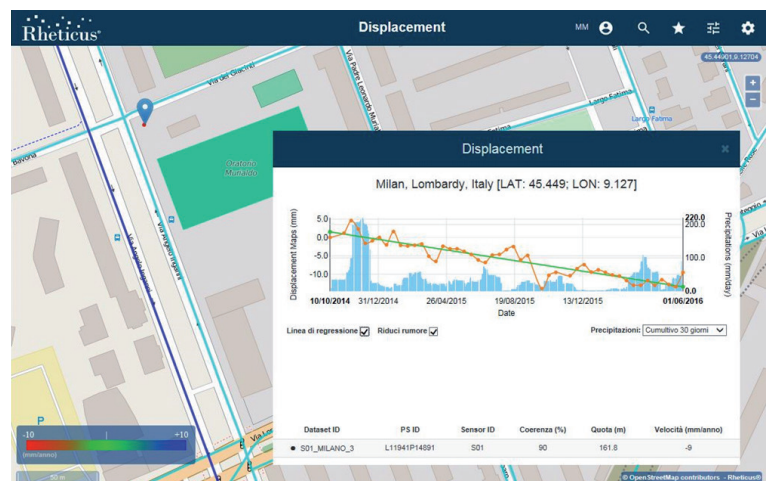 Rheticus®
Displacement
MM
45.44901,9.12704
Via dei Glacini
Via Padre Leonardo Murialdo
Largo Fatima
Largo Fatima
Fatima
Bavona
Oratorio
Murialdo
Via Angelo Inganni
Via Angelo Inganni
Displacement
Milan, Lombardy, Italy [LAT: 45.449; LON: 9.127]
Displacement Maps (mm)
5.0
0.0
-5.0
-10.0
220.0
200.0
100.0
0.0
Precipitations (mm/day)
10/10/2014 31/12/2014 26/04/2015 19/08/2015 13/12/2015 01/06/2016
Date
Linea di regressione Riduci rumore Precipitazioni: Cumultivo 30 giorni
Dataset ID PS ID Sensor ID Coerenza (%) Quota (m) Velocità (mm/anno)
S01_MILANO_3 L11941P14891 S01 90 161.8 -9
P
-10 +10
(mm/anno)
50 m
© OpenStreetMap contributors - Rheticus®